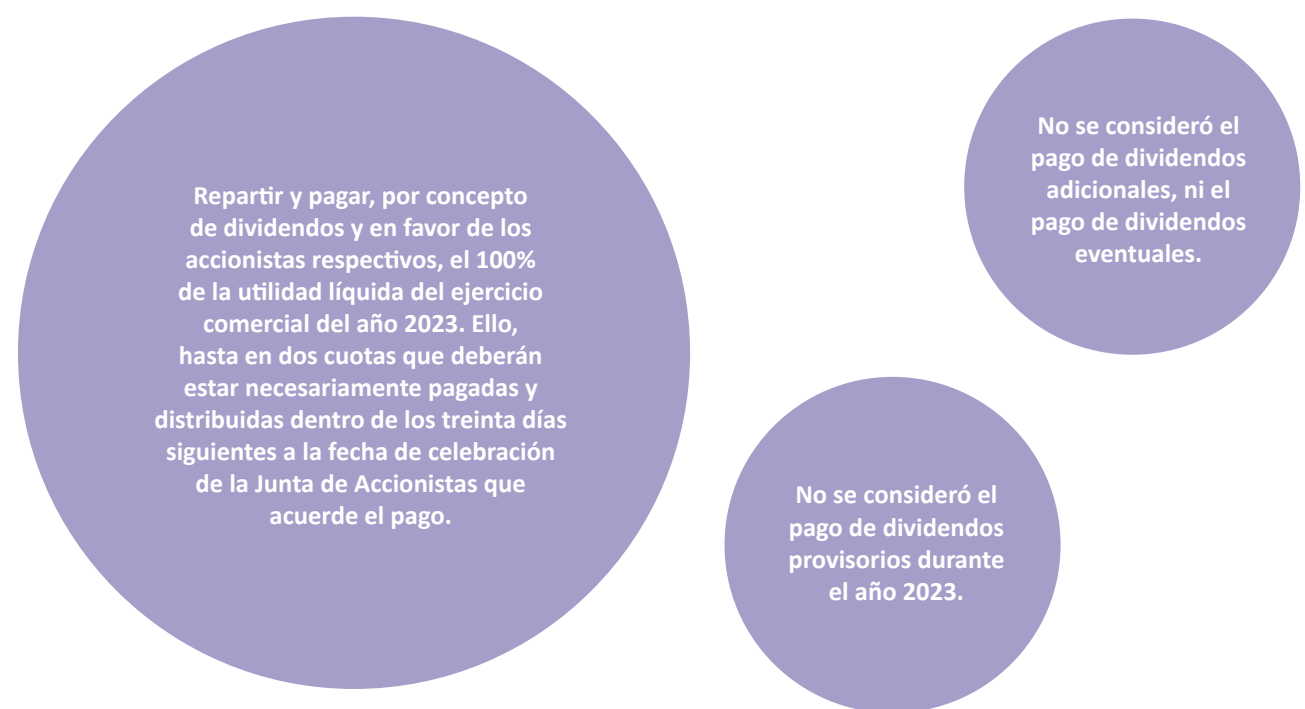 Repartir y pagar, por concepto
de dividendos y en favor de los
accionistas respectivos, el 100%
de la utilidad líquida del ejercicio
comercial del año 2023. Ello,
hasta en dos cuotas que deberán
estar necesariamente pagadas y
distribuidas dentro de los treinta días
siguientes a la fecha de celebración
de la Junta de Accionistas que
acuerde el pago.
No se consideró el
pago de dividendos
adicionales, ni el
pago de dividendos
eventuales.
No se consideró el
pago de dividendos
provisorios durante
el año 2023.